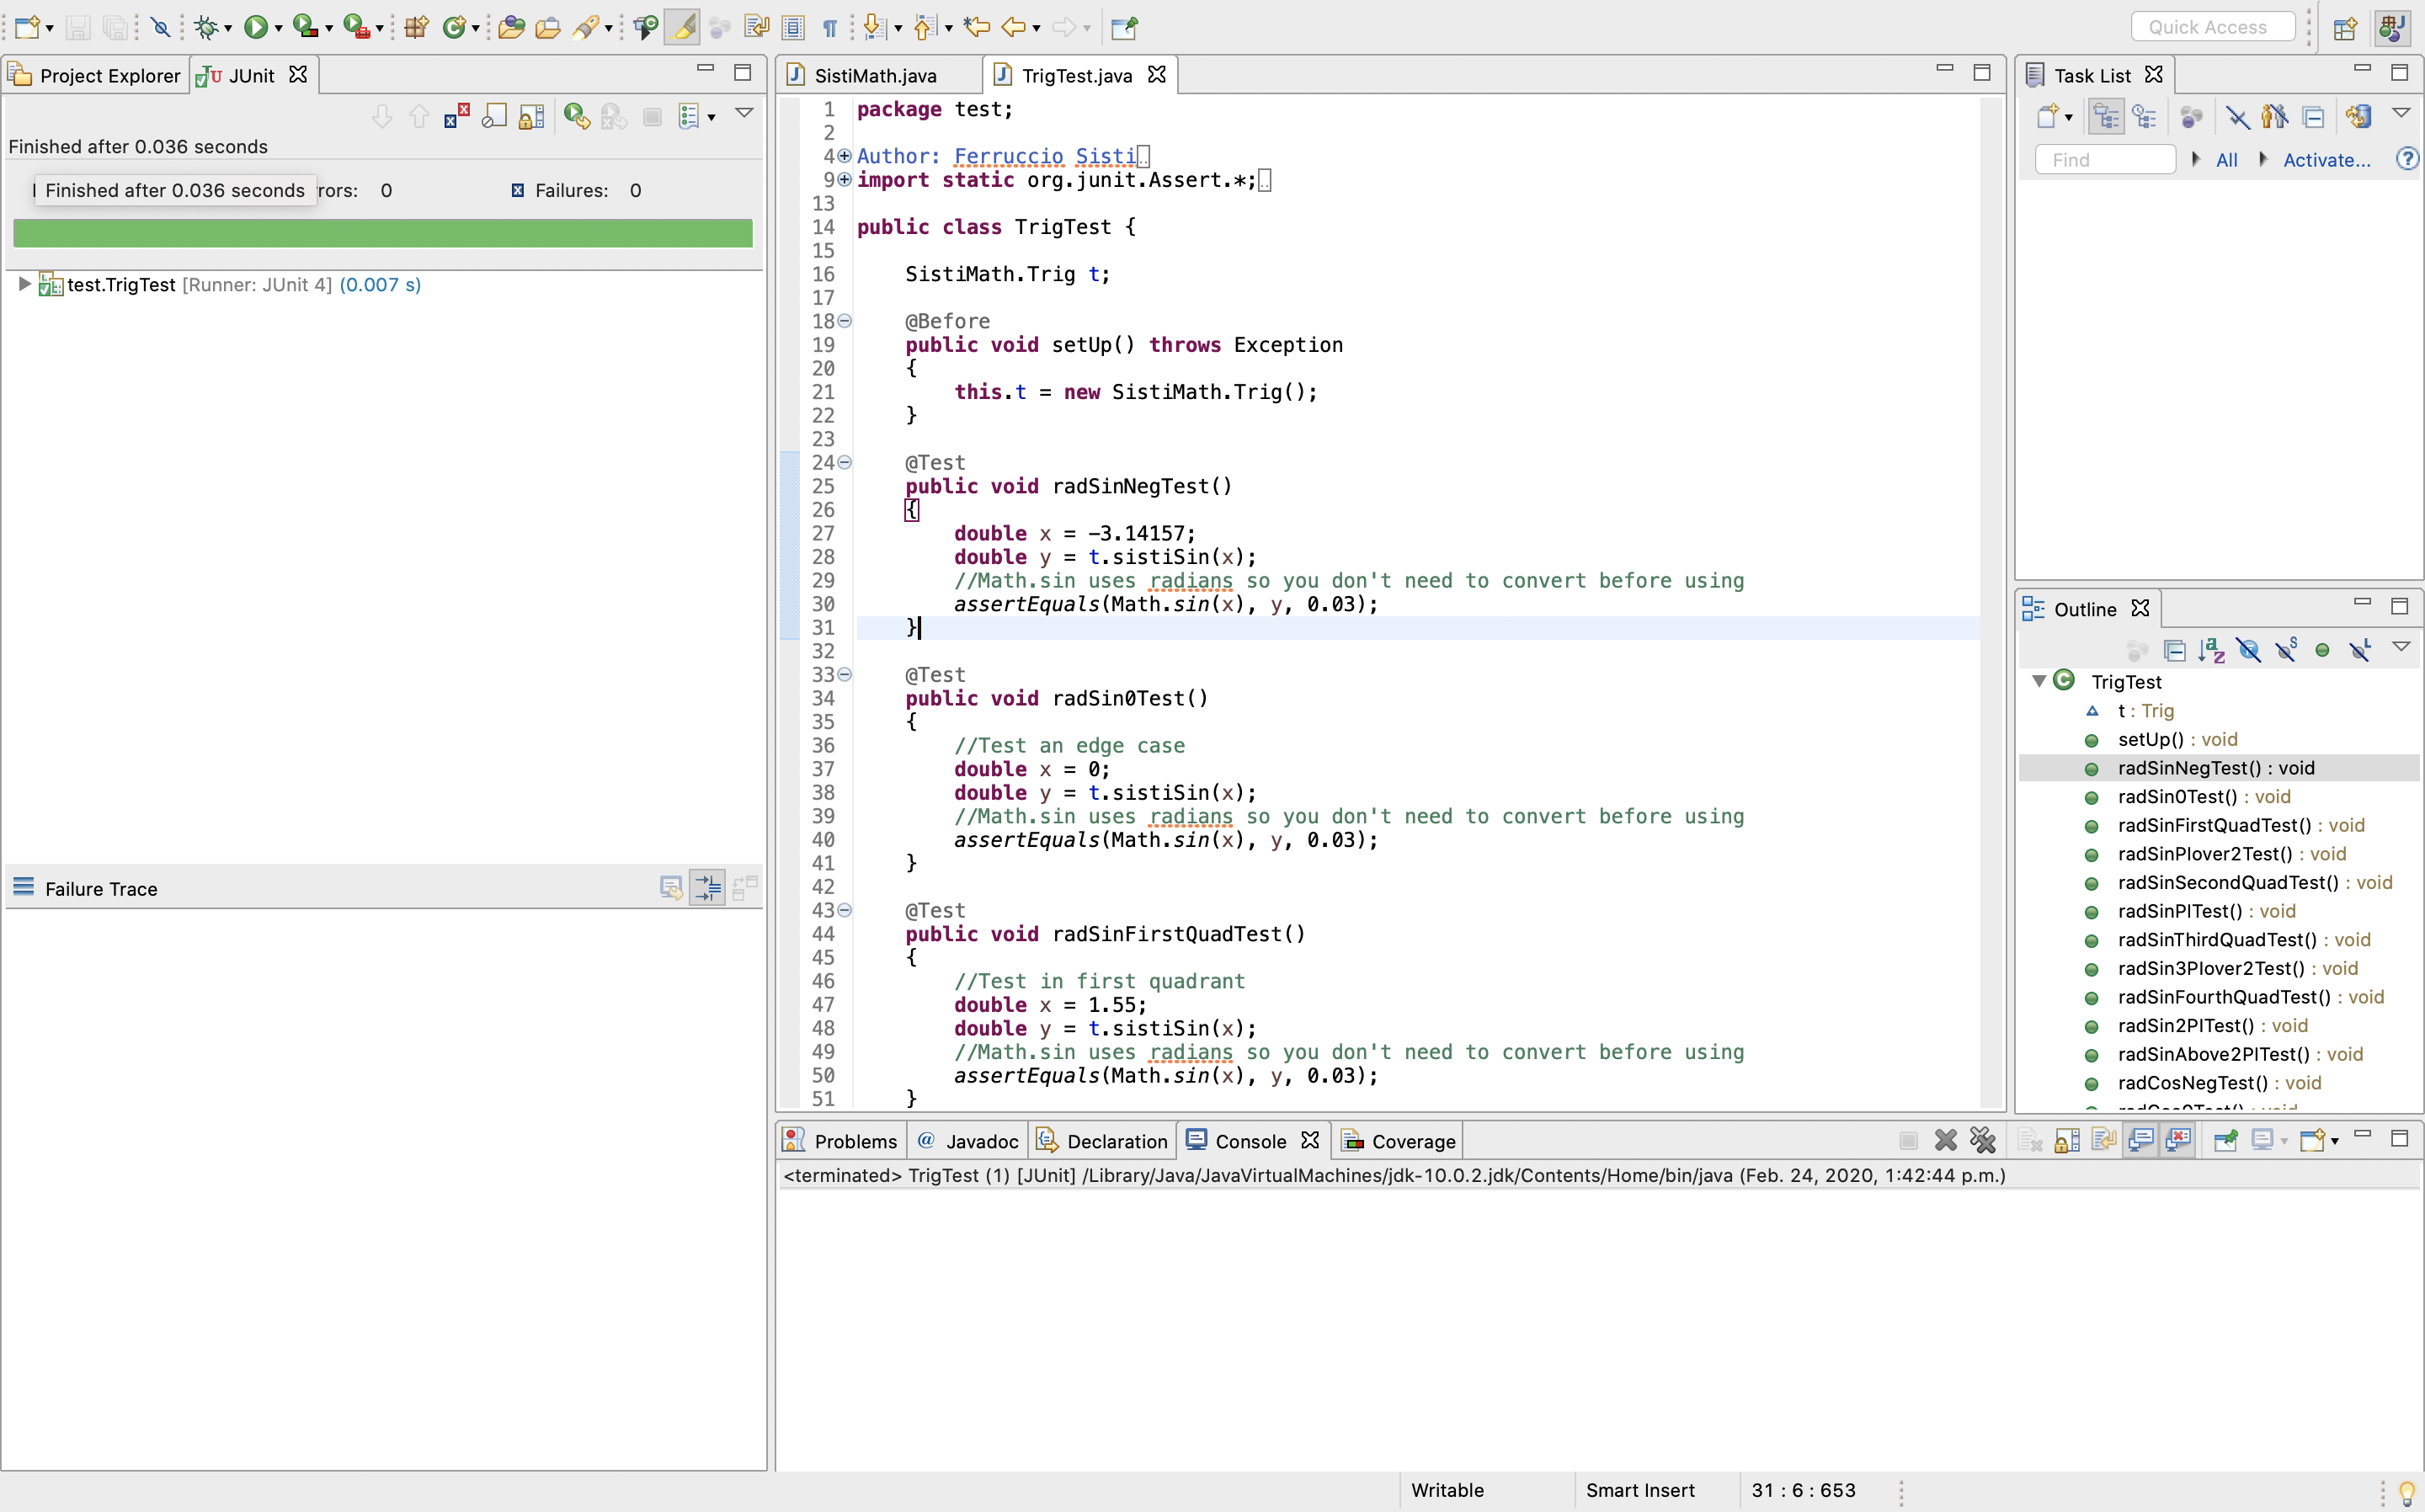 Quick Access
Project Explorer
JUnit
Finished after 0.036 seconds
Finished after 0.036 seconds
rors: 0
Failures: 0
test.TrigTest [Runner: JUnit 4] (0.007 s)
Failure Trace
SistiMath.java
TrigTest.java
1 package test;
2
4 Author: Ferruccio Sisti
9 import static org.junit.Assert.*;
13
14 public class TrigTest {
15
16 SistiMath.Trig t;
17
18 @Before
19 public void setUp() throws Exception
20 {
21 this.t = new SistiMath.Trig();
22 }
23
24 @Test
25 public void radSinNegTest()
26 {
27 double x = -3.14157;
28 double y = t.sistiSin(x);
29 //Math.sin uses radians so you don't need to convert before using
30 assertEquals(Math.sin(x), y, 0.03);
31 }
32
33 @Test
34 public void radSin0Test()
35 {
36 //Test an edge case
37 double x = 0;
38 double y = t.sistiSin(x);
39 //Math.sin uses radians so you don't need to convert before using
40 assertEquals(Math.sin(x), y, 0.03);
41 }
42
43 @Test
44 public void radSinFirstQuadTest()
45 {
46 //Test in first quadrant
47 double x = 1.55;
48 double y = t.sistiSin(x);
49 //Math.sin uses radians so you don't need to convert before using
50 assertEquals(Math.sin(x), y, 0.03);
51 }
Task List
Find
All
Activate...
Outline
TrigTest
t : Trig
setUp() : void
radSinNegTest() : void
radSin0Test() : void
radSinFirstQuadTest() : void
radSinPIover2Test() : void
radSinSecondQuadTest() : void
radSinPITest() : void
radSinThirdQuadTest() : void
radSin3PIover2Test() : void
radSinFourthQuadTest() : void
radSin2PITest() : void
radSinAbove2PITest() : void
radCosNegTest() : void
Problems
Javadoc
Declaration
Console
Coverage
<terminated> TrigTest (1) [JUnit] /Library/Java/JavaVirtualMachines/jdk-10.0.2.jdk/Contents/Home/bin/java (Feb. 24, 2020, 1:42:44 p.m.)
Writable
Smart Insert
31 : 6 : 653